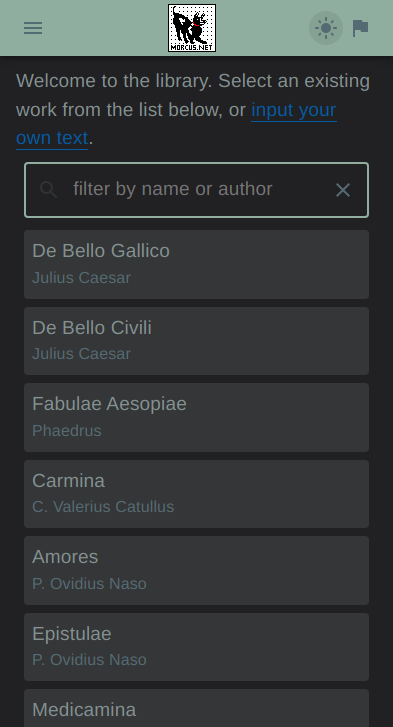 MORCUS.NET
Welcome to the library. Select an existing
work from the list below, or input your
own text.
filter by name or author
De Bello Gallico
Julius Caesar
De Bello Civili
Julius Caesar
Fabulae Aesopiae
Phaedrus
Carmina
C. Valerius Catullus
Amores
P. Ovidius Naso
Epistulae
P. Ovidius Naso
Medicamina